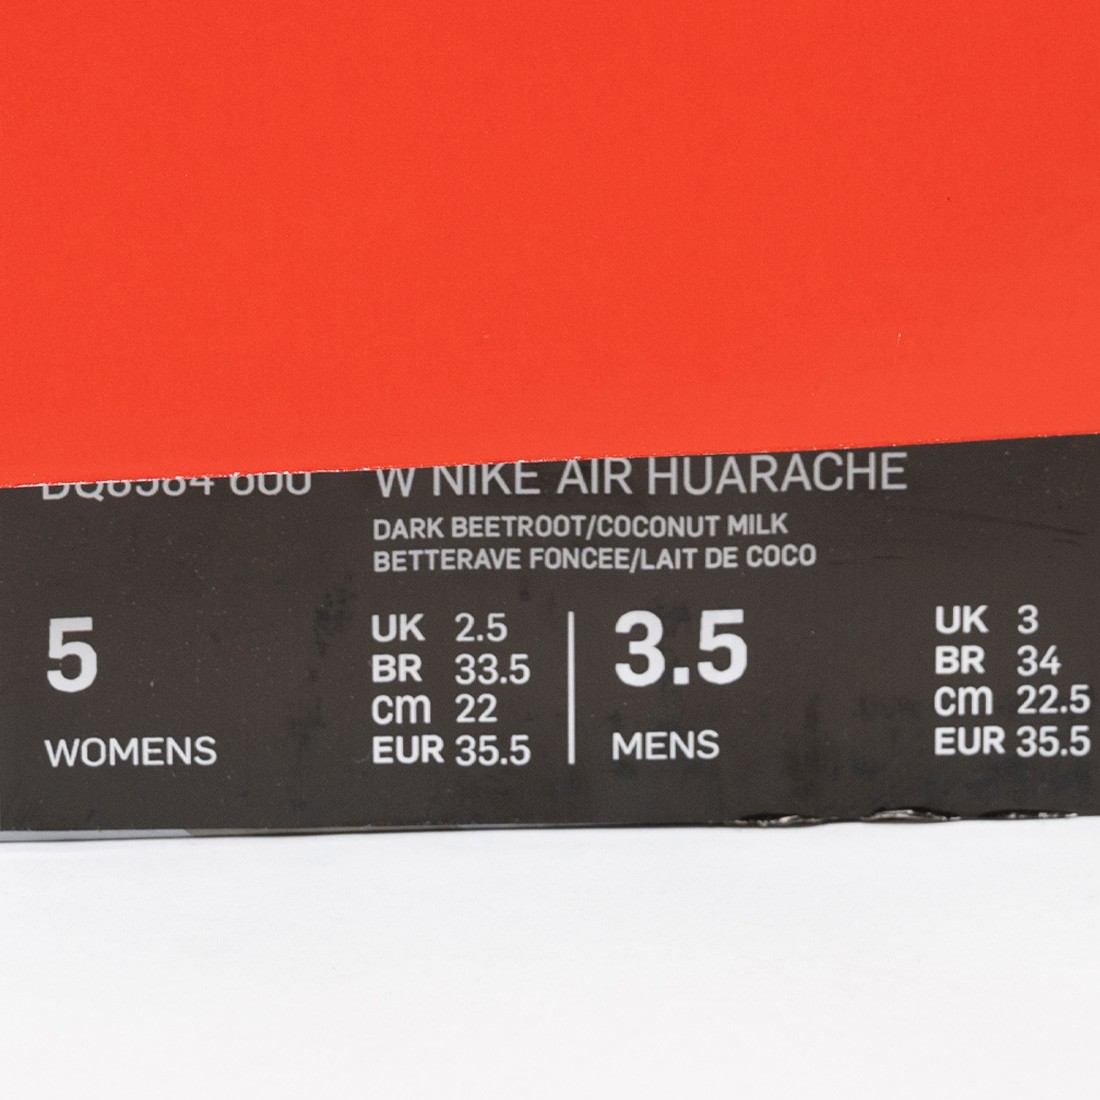 W NIKE AIR HUARACHE
DARK BEETROOT/COCONUT MILK
BETTERAVE FONCEE/LAIT DE COCO
5
WOMENS
UK 2.5
BR 33.5
cm 22
EUR 35.5
3.5
MENS
UK 3
BR 34
cm 22.5
EUR 35.5